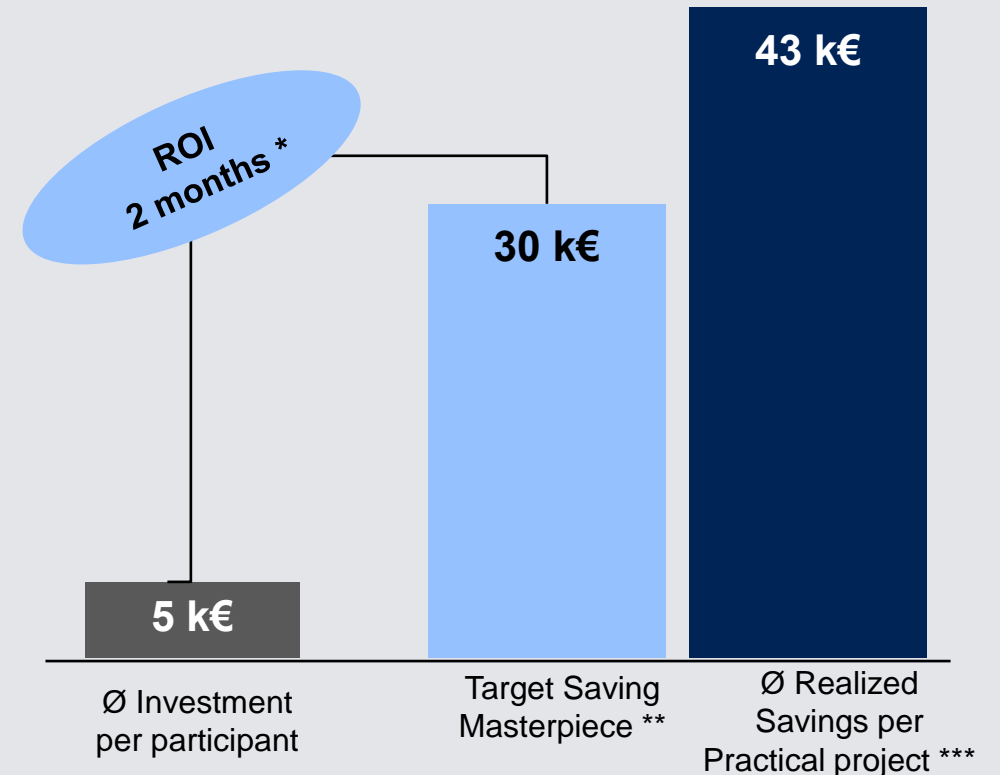 43 k€
ROI
2 months *
30 k€
5 k€
Ø Investment
per participant
Target Saving
Masterpiece **
Ø Realized
Savings per
Practical project ***